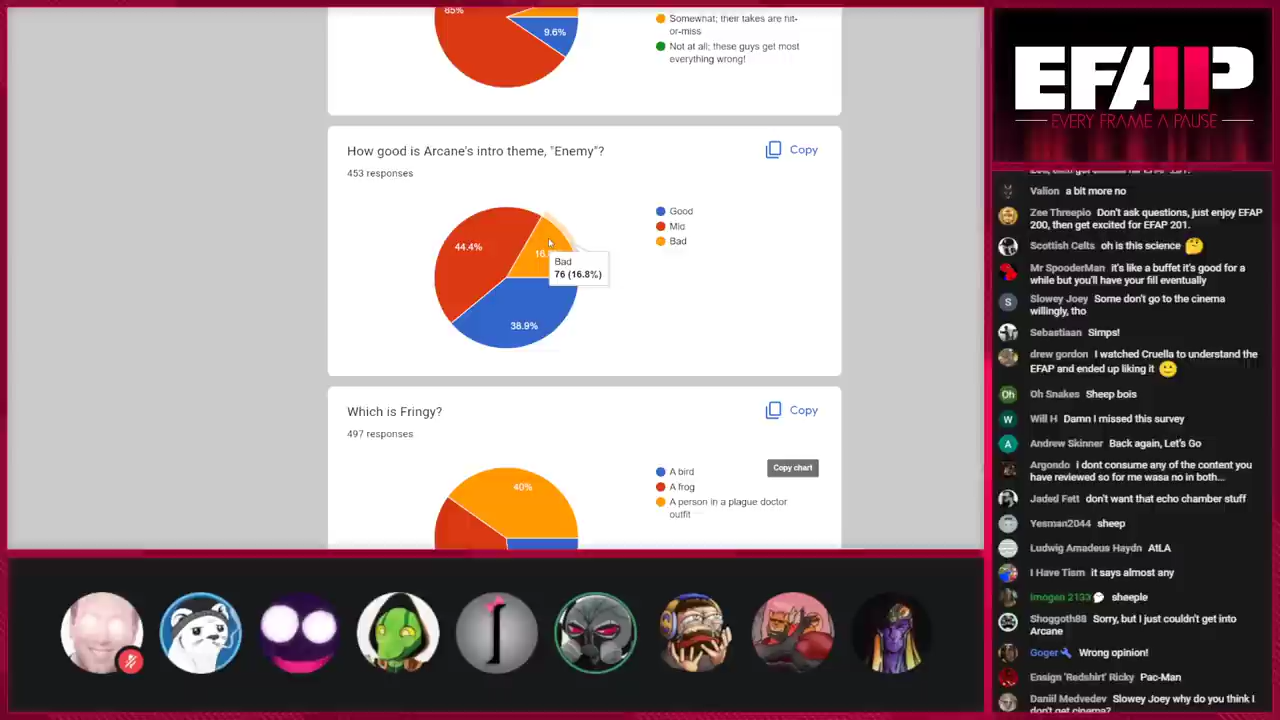 85%
9.6%
Somewhat; their takes are hit-
or-miss
Not at all; these guys get most
everything wrong!
How good is Arcane's intro theme, "Enemy"?
Copy
453 responses
44.4%
38.9%
Good
Mid
Bad
Bad
76 (16.8%)
Which is Fringy?
Copy
497 responses
Copy chart
40%
A bird
A frog
A person in a plague doctor
outfit
EFAP
EVERY FRAME A PAUSE
Valion a bit more no
Zee Threepio Don't ask questions, just enjoy EFAP
200, then get excited for EFAP 201.
Scottish Celts oh is this science 🤔
Mr SpooderMan it's like a buffet it's good for a
while but you'll have your fill eventually
S
Slowey Joey Some don't go to the cinema
willingly, tho
Sebastiaan Simps!
drew gordon I watched Cruella to understand the
EFAP and ended up liking it 🙂
Oh
Oh Snakes Sheep bois
W
Will H Damn I missed this survey
A
Andrew Skinner Back again, Let's Go
Argondo i dont consume any of the content you
have reviewed so for me wasa no in both...
Jaded Fett don't want that echo chamber stuff
Yesman2044 sheep
Ludwig Amadeus Haydn AtLA
I Have Tism it says almost any
Imogen 2133 sheeple
Shoggoth88 Sorry, but I just couldn't get into
Arcane
Goger Wrong opinion!
Ensign 'Redshirt' Ricky Pac-Man
Daniil Medvedev Slowey Joey why do you think I
don't get cinema?